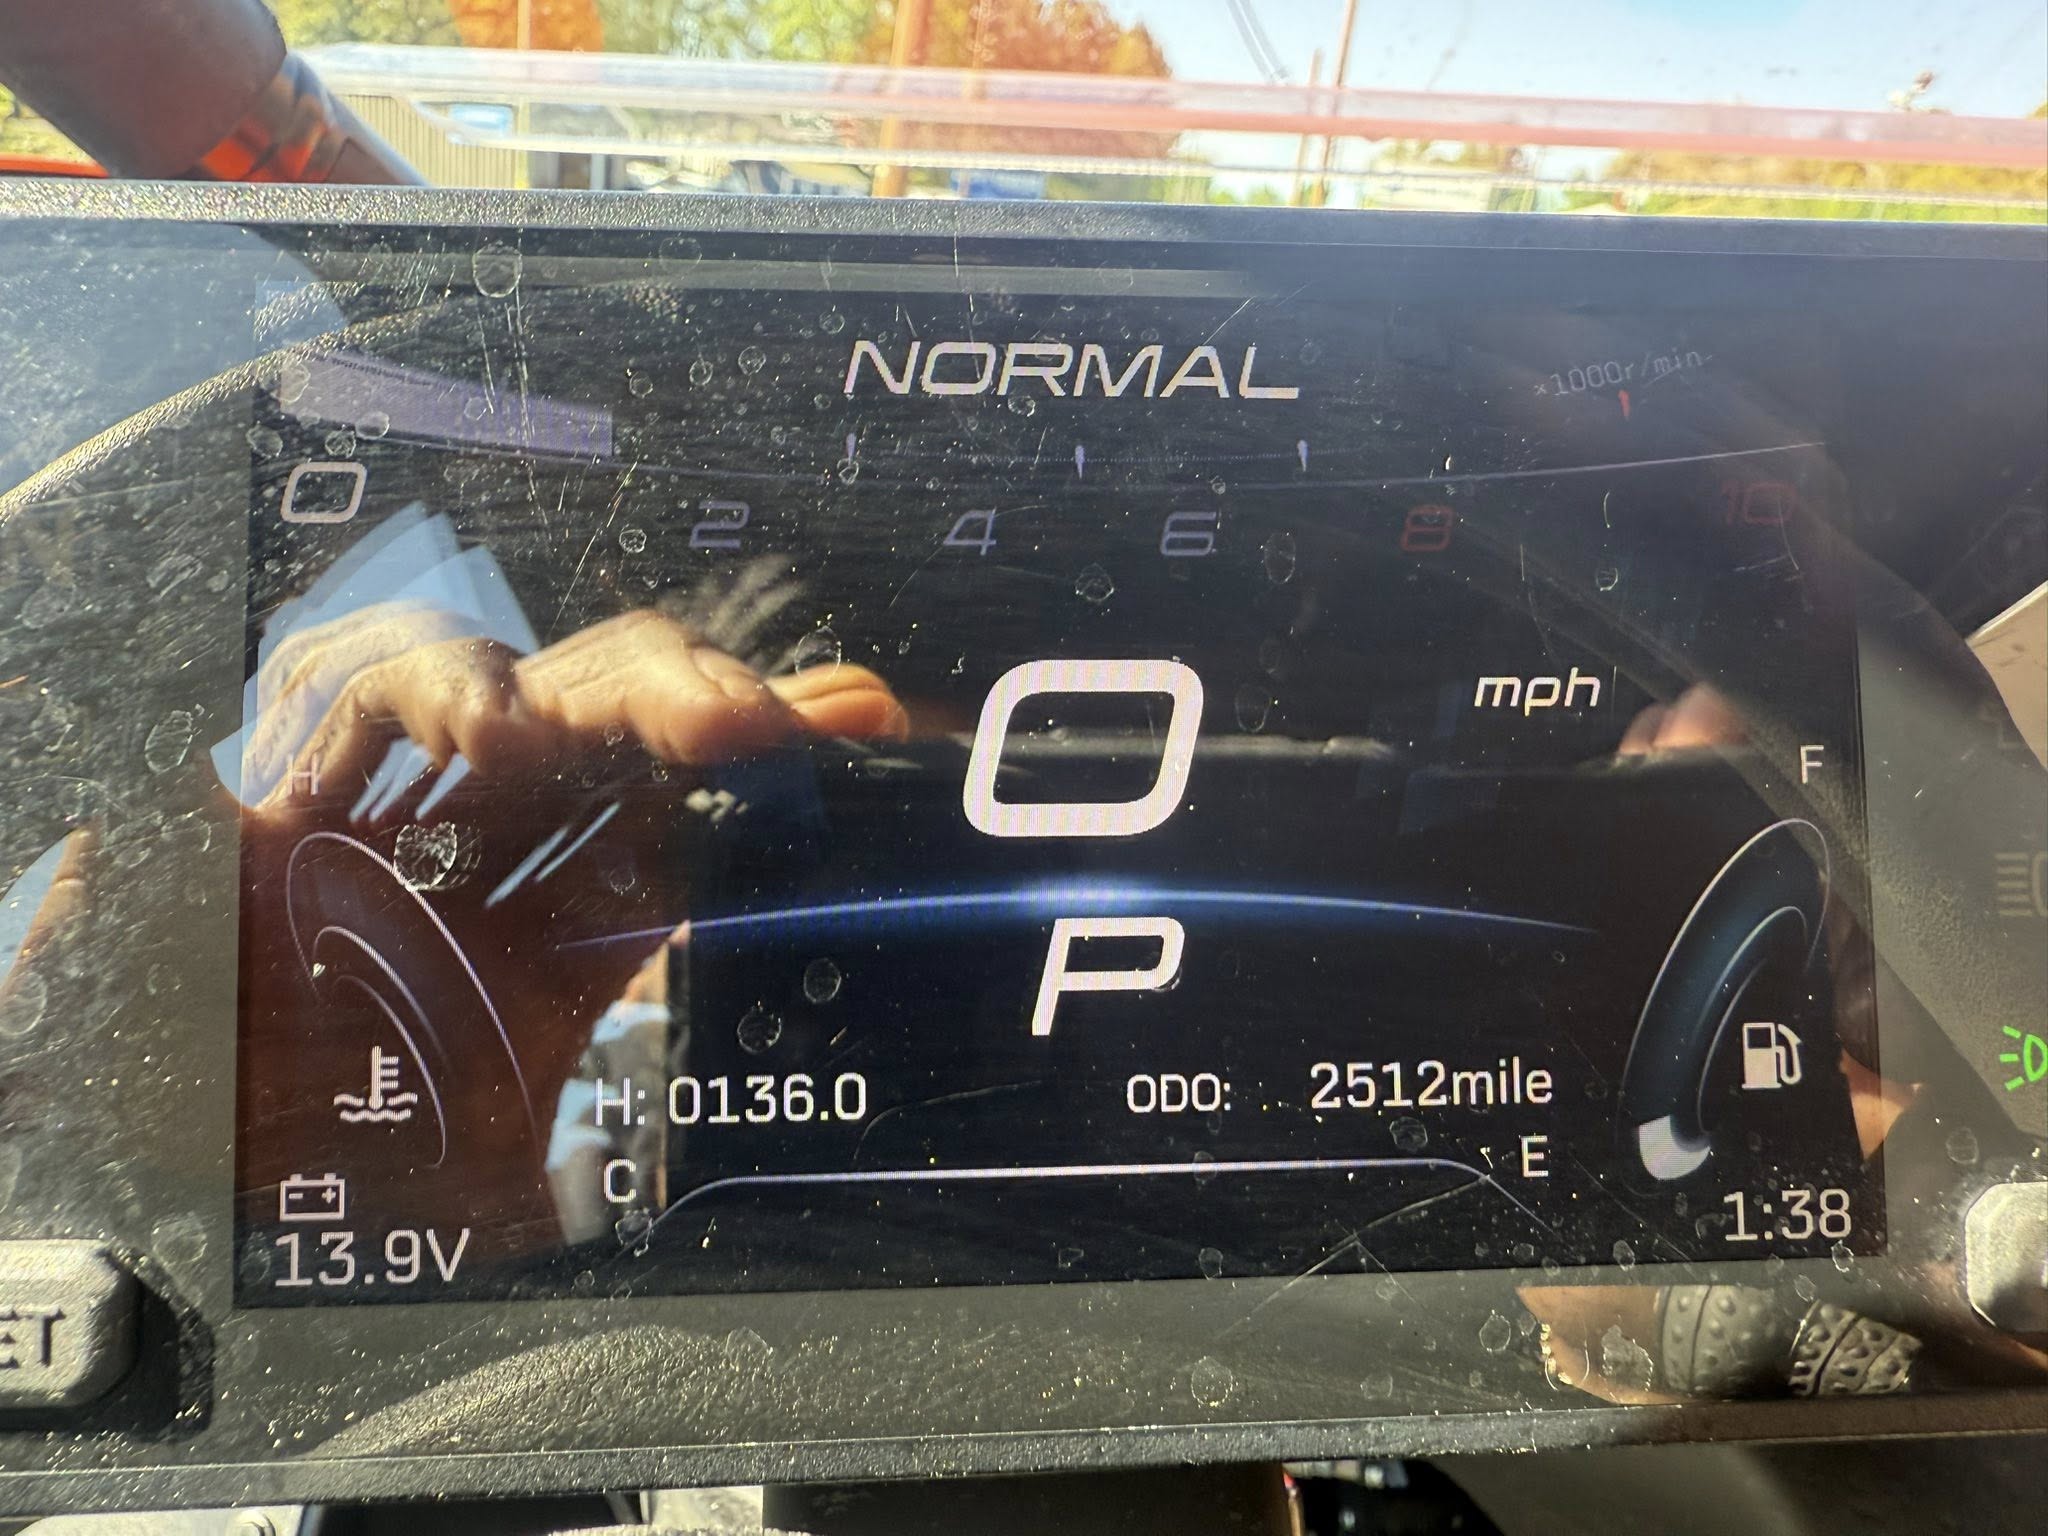 NORMAL
x1000r/min
0 2 4 6 8 10
0 mph
H F
P
H: 0136.0 ODO: 2512mile
C E
13.9V 1:38
ET